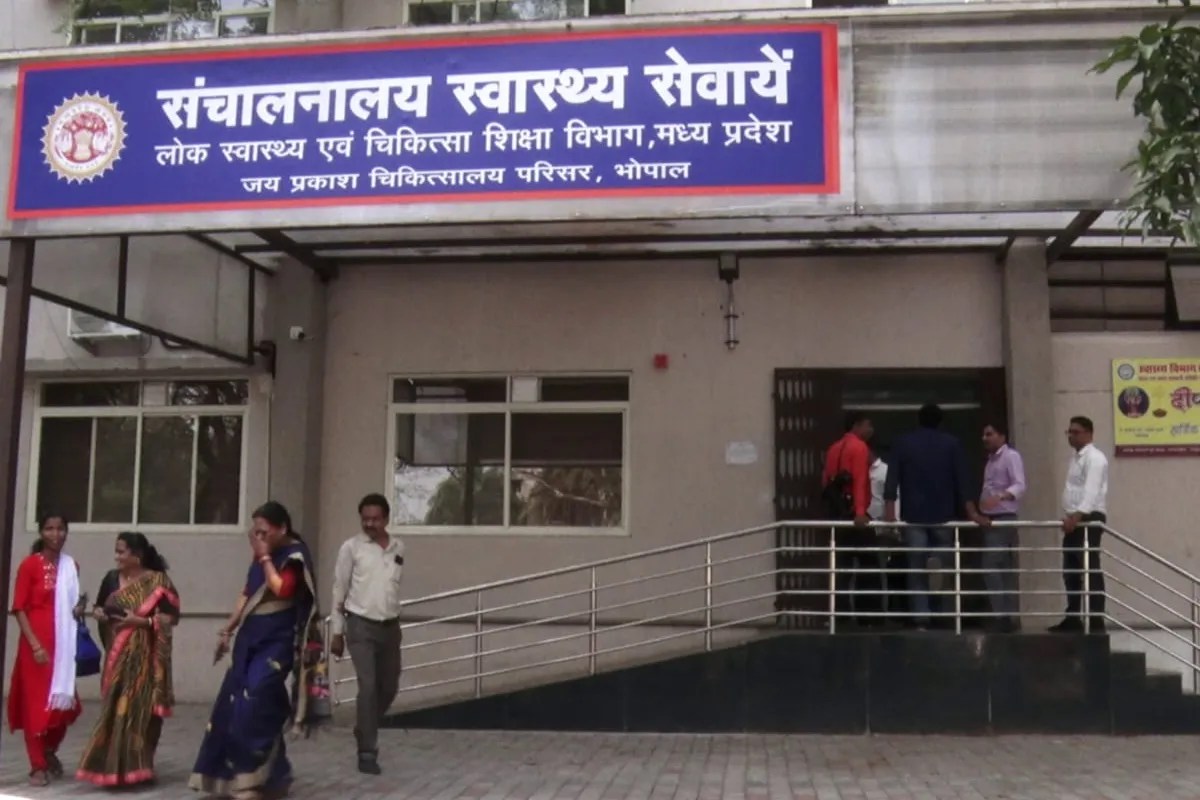 संचालनालय स्वास्थ्य सेवायें
लोक स्वास्थ्य एवं चिकित्सा शिक्षा विभाग,मध्य प्रदेश
जय प्रकाश चिकित्सालय परिसर, भोपाल
स्वास्थ्य विभाग